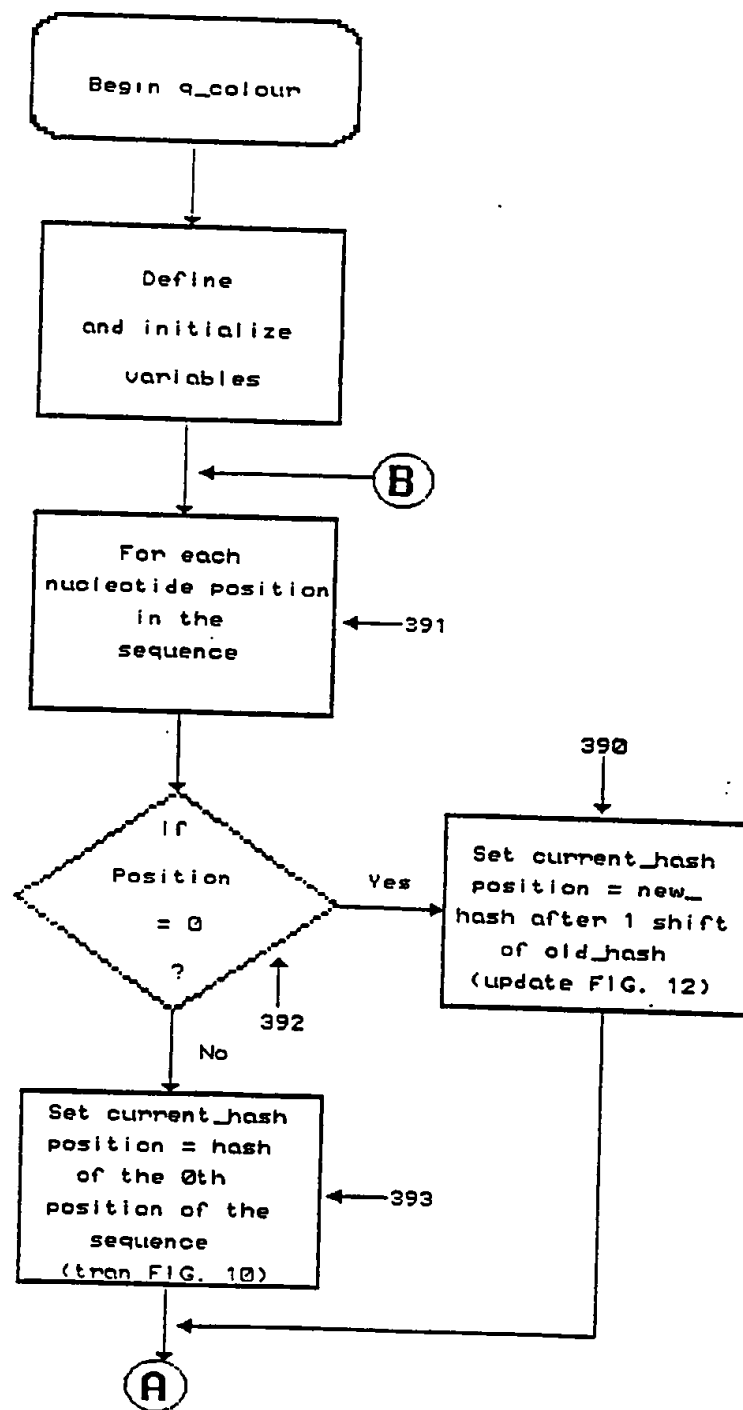 Begin q_colour
Define
and initialize
variables
B
For each
nucleotide position
in the
sequence
391
390
If
Position
= 0
?
Yes
Set current_hash
position = new_
hash after 1 shift
of old_hash
(update FIG. 12)
392
No
Set current_hash
position = hash
of the 0th
position of the
sequence
(tran FIG. 10)
393
A